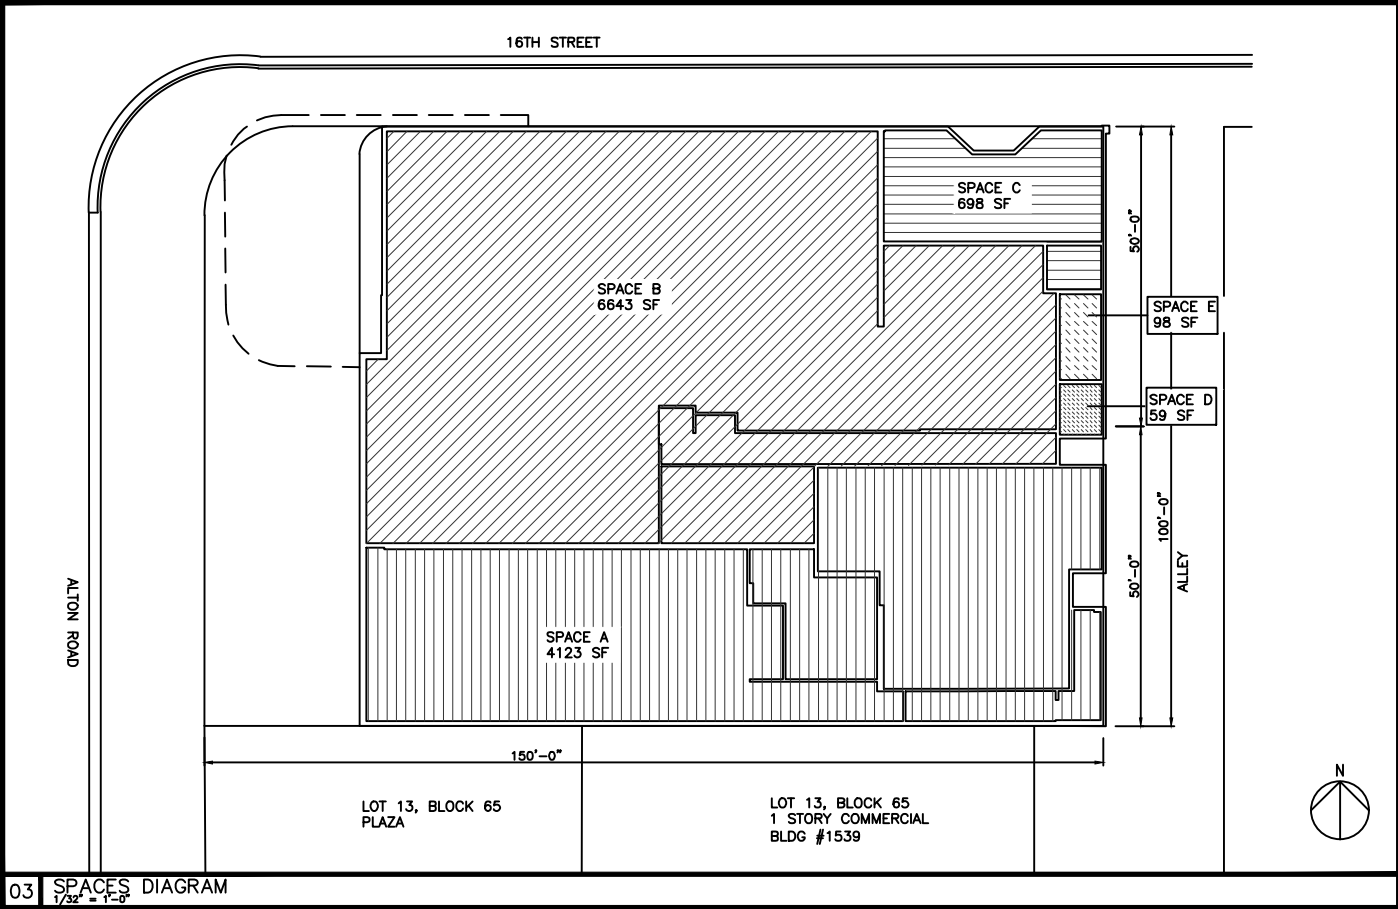 16TH STREET
SPACE C
698 SF
50'-0"
SPACE B
6643 SF
SPACE E
98 SF
SPACE D
59 SF
100'-0"
50'-0"
ALLEY
ALTON ROAD
SPACE A
4123 SF
150'-0"
N
LOT 13, BLOCK 65
PLAZA
LOT 13, BLOCK 65
1 STORY COMMERCIAL
BLDG #1539
03
SPACES DIAGRAM
1/32" = 1'-0"